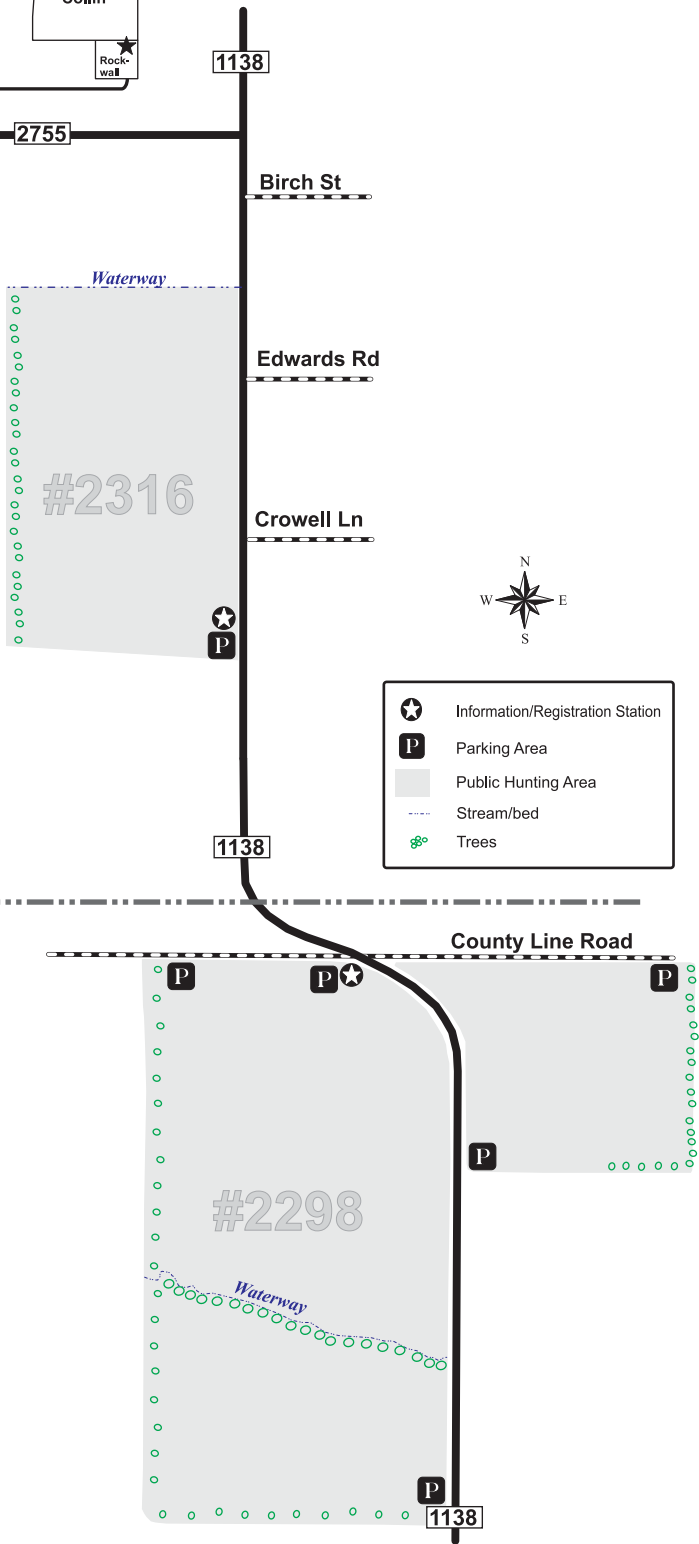 Collin
Rock-
wall
1138
2755
Birch St
Waterway
Edwards Rd
#2316
Crowell Ln
N
W E
S
P
Information/Registration Station
P Parking Area
Public Hunting Area
Stream/bed
Trees
1138
County Line Road
P P P
P
#2298
Waterway
P
1138